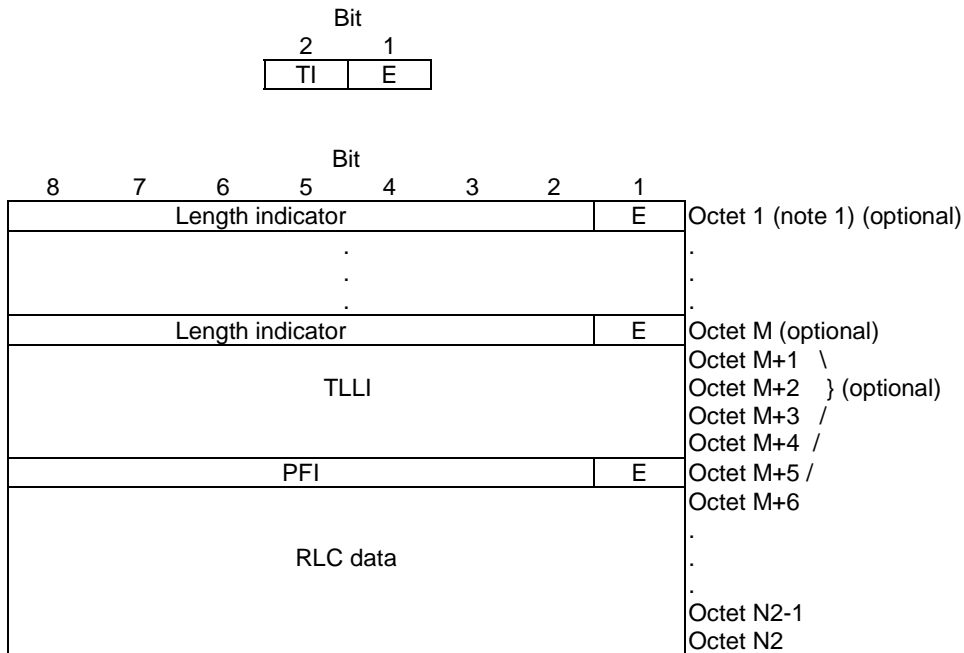 Bit
2 1
TI E
Bit
8 7 6 5 4 3 2 1
Length indicator E Octet 1 (note 1) (optional)
. .
. .
. .
Length indicator E Octet M (optional)
Octet M+1 \
TLLI Octet M+2 } (optional)
Octet M+3 /
Octet M+4 /
PFI E Octet M+5 /
Octet M+6
.
RLC data .
.
Octet N2-1
Octet N2